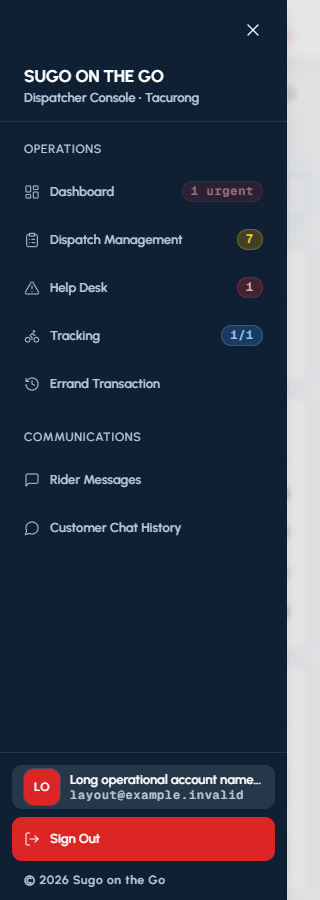 SUGO ON THE GO
Dispatcher Console · Tacurong
OPERATIONS
Dashboard 1 urgent
Dispatch Management 7
Help Desk 1
Tracking 1/1
Errand Transaction
COMMUNICATIONS
Rider Messages
Customer Chat History
LO Long operational account name…
layout@example.invalid
Sign Out
© 2026 Sugo on the Go